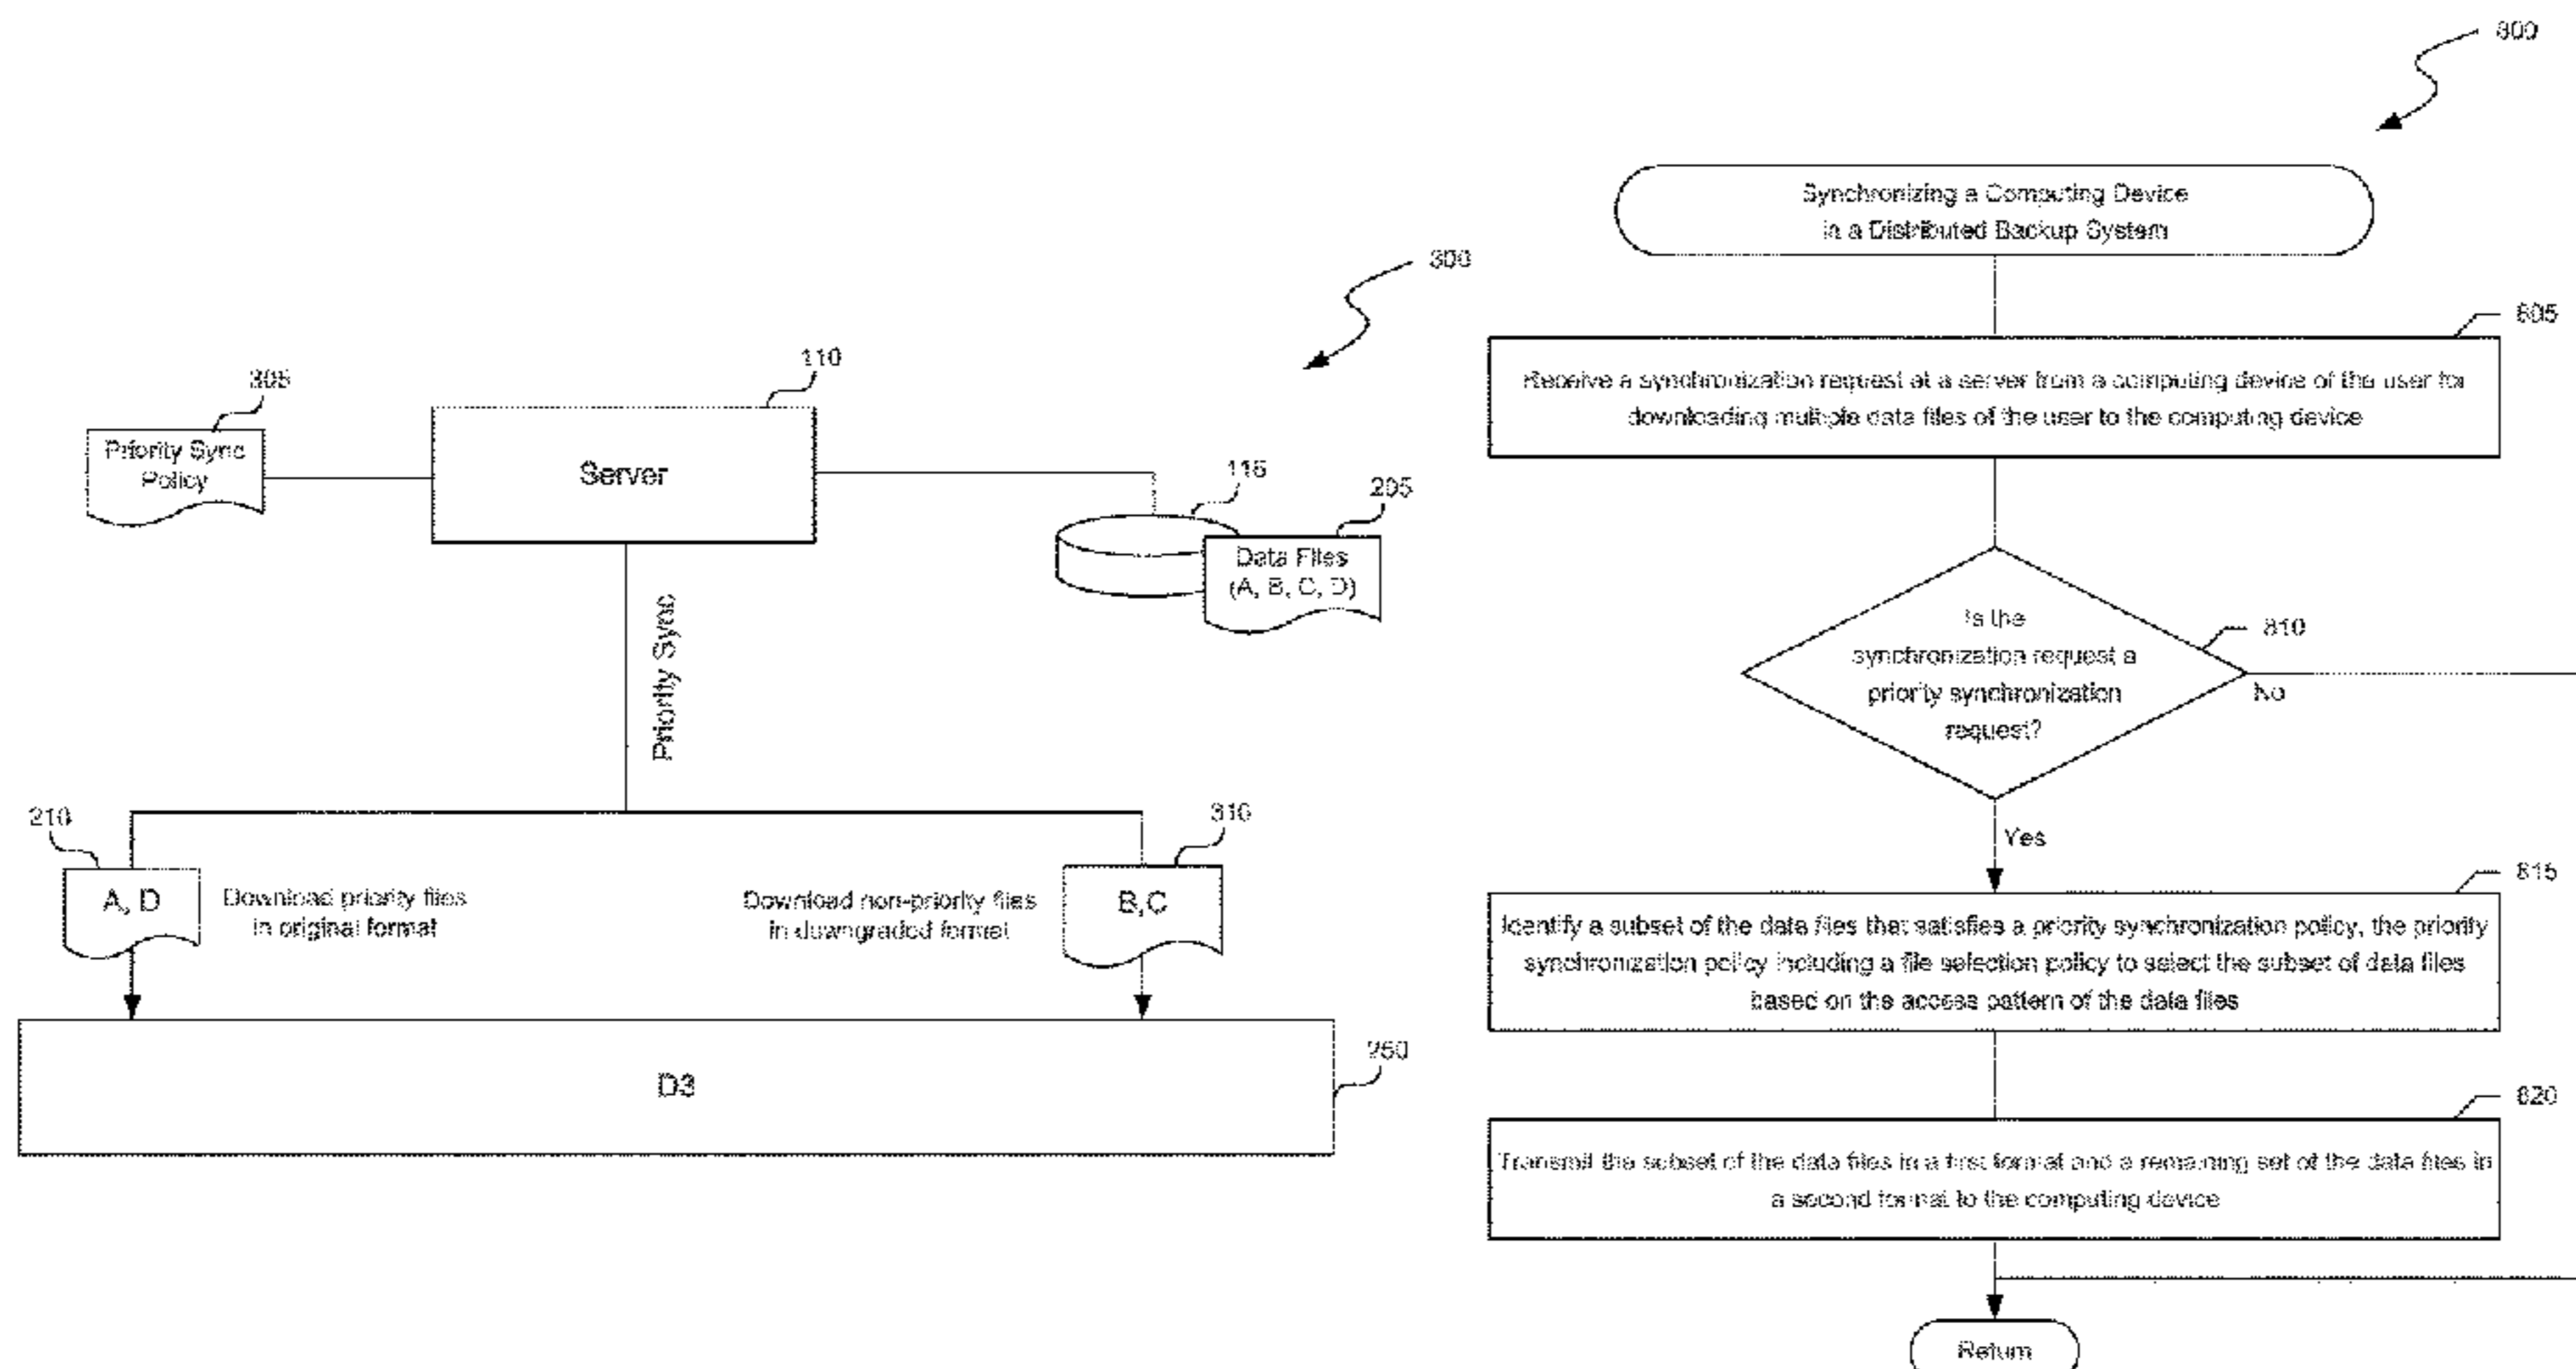 300
305
110
Priority Sync
Policy
Server
115
205
Data Files
(A, B, C, D)
Priority Sync
210
310
A, D
Download priority files
in original format
Download non-priority files
in downgraded format
B,C
D3
250
800
Synchronizing a Computing Device
in a Distributed Backup System
805
Receive a synchronization request at a server from a computing device of the user for
downloading multiple data files of the user to the computing device
Is the
synchronization request a
priority synchronization
request?
810
No
Yes
815
Identify a subset of the data files that satisfies a priority synchronization policy, the priority
synchronization policy including a file selection policy to select the subset of data files
based on the access pattern of the data files
820
Transmit the subset of the data files in a first format and a remaining set of the data files in
a second format to the computing device
Return